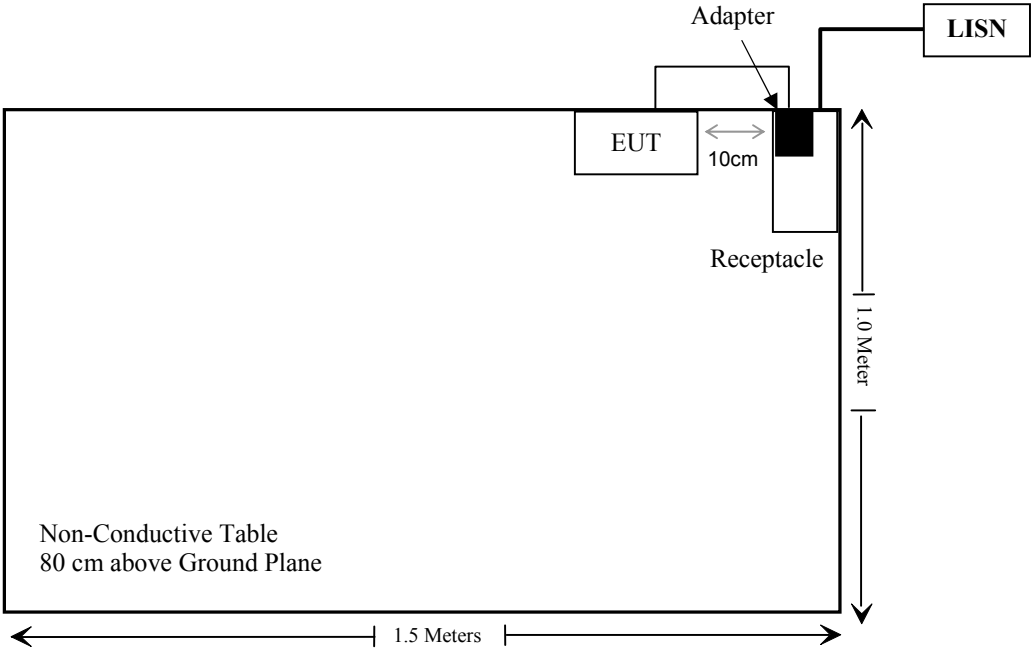 Adapter
LISN
EUT
10cm
Receptacle
1.0 Meter
Non-Conductive Table
80 cm above Ground Plane
1.5 Meters